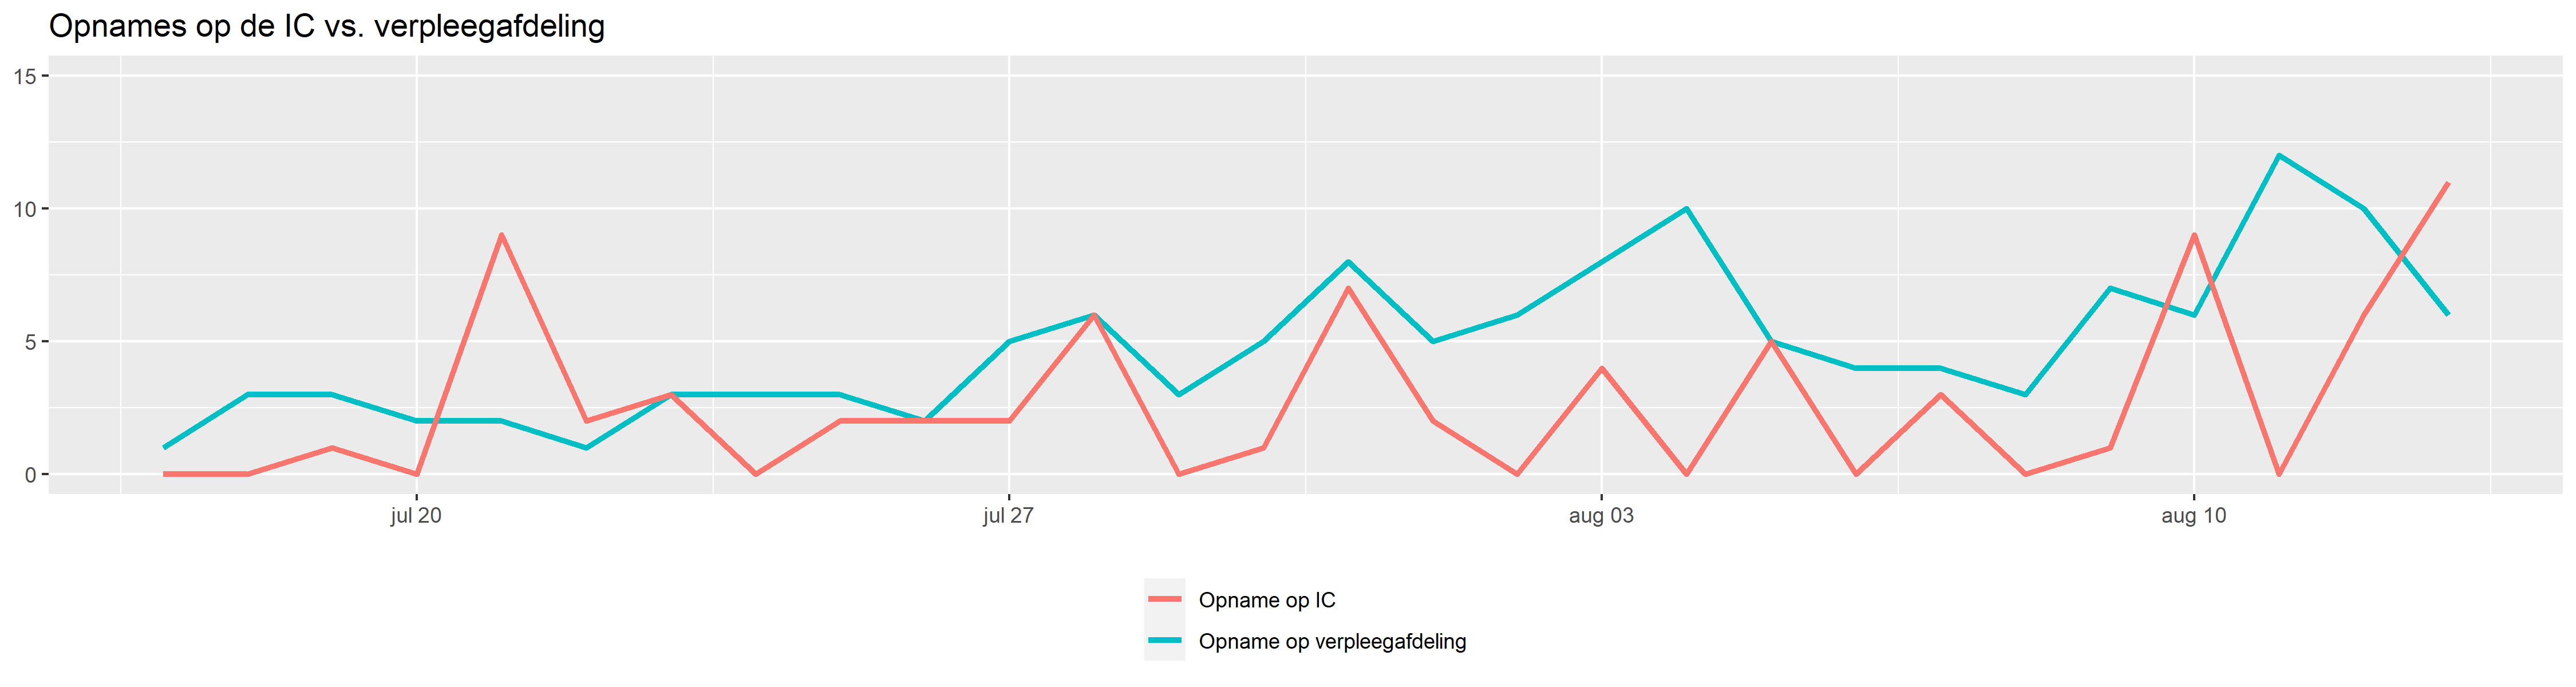 Opnames op de IC vs. verpleegafdeling
15
10
5
0
jul 20 jul 27 aug 03 aug 10
Opname op IC
Opname op verpleegafdeling